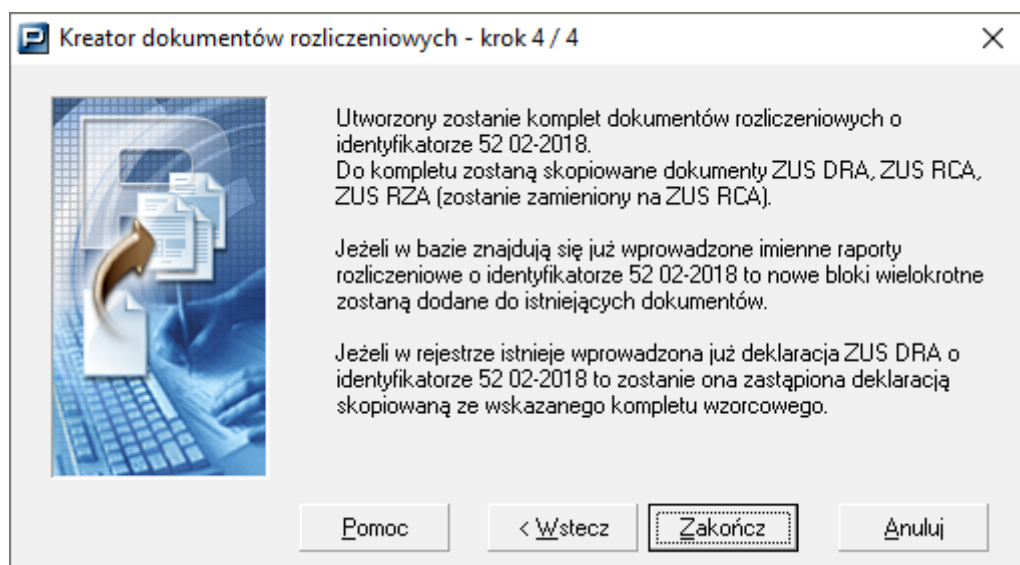 Kreator dokumentów rozliczeniowych - krok 4 / 4
Utworzony zostanie komplet dokumentów rozliczeniowych o
identyfikatorze 52 02-2018.
Do kompletu zostaną skopiowane dokumenty ZUS DRA, ZUS RCA,
ZUS RZA (zostanie zamieniony na ZUS RCA).
Jeżeli w bazie znajdują się już wprowadzone imienne raporty
rozliczeniowe o identyfikatorze 52 02-2018 to nowe bloki wielokrotne
zostaną dodane do istniejących dokumentów.
Jeżeli w rejestrze istnieje wprowadzona już deklaracja ZUS DRA o
identyfikatorze 52 02-2018 to zostanie ona zastąpiona deklaracją
skopiowaną ze wskazanego kompletu wzorcowego.
Pomoc
< Wstecz
Zakończ
Anuluj